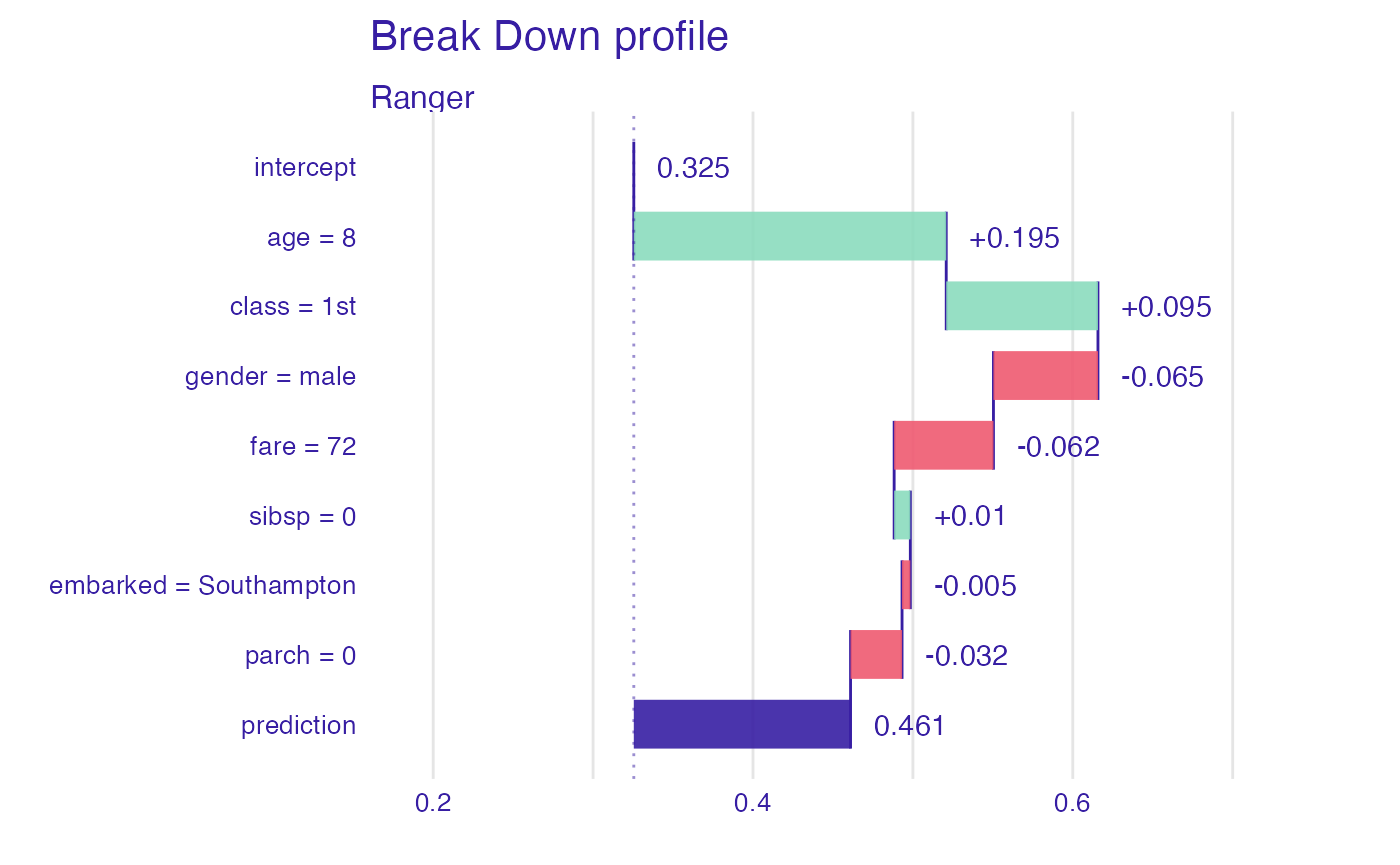 Break Down profile
Ranger
intercept 0.325
age = 8 +0.195
class = 1st +0.095
gender = male -0.065
fare = 72 -0.062
sibsp = 0 +0.01
embarked = Southampton -0.005
parch = 0 -0.032
prediction 0.461
0.2 0.4 0.6